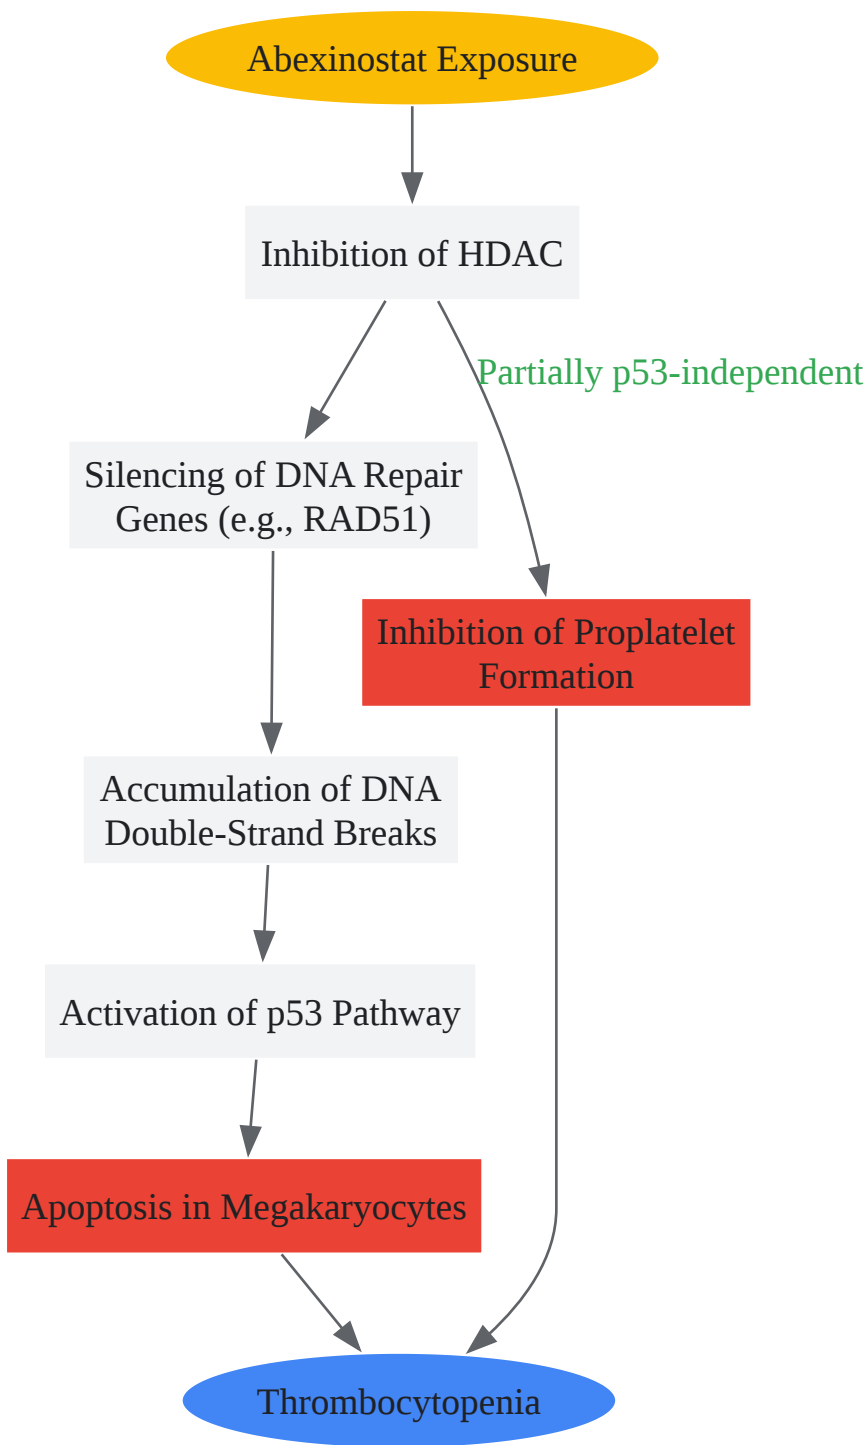 Abexinostat Exposure
Inhibition of HDAC
Partially p53-independent
Silencing of DNA Repair
Genes (e.g., RAD51)
Inhibition of Proplatelet
Formation
Accumulation of DNA
Double-Strand Breaks
Activation of p53 Pathway
Apoptosis in Megakaryocytes
Thrombocytopenia